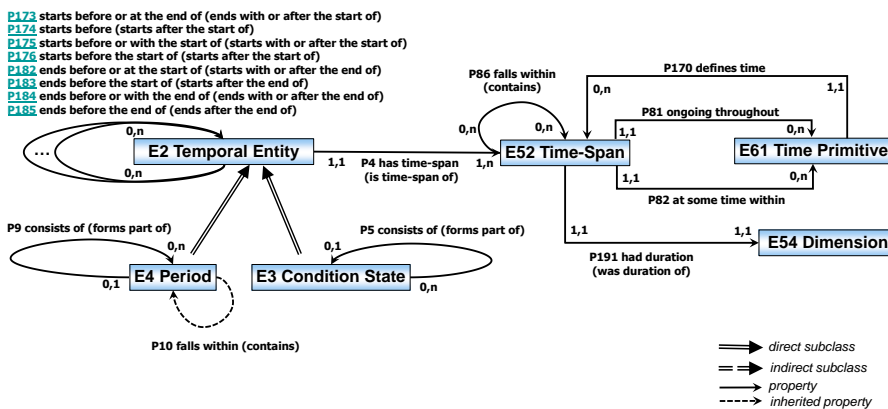 P173 starts before or at the end of (ends with or after the start of)
P174 starts before (starts after the start of)
P175 starts before or with the start of (starts with or after the start of)
P176 starts before the start of (starts after the start of)
P182 ends before or at the start of (starts with or after the end of)
P183 ends before the start of (starts after the end of)
P184 ends before or with the end of (ends with or after the end of)
P185 ends before the end of (ends after the end of)
P86 falls within
(contains)
P170 defines time
0,n
1,1
P81 ongoing throughout
0,n
0,n
0,n
1,1
0,n
...
E2 Temporal Entity
0,n
1,1
P4 has time-span
(is time-span of)
1,n
E52 Time-Span
E61 Time Primitive
1,1
0,n
P82 at some time within
P9 consists of (forms part of)
0,n
P5 consists of (forms part of)
0,1
1,1
1,1
E54 Dimension
P191 had duration
(was duration of)
E4 Period
0,1
E3 Condition State
0,n
P10 falls within (contains)
direct subclass
indirect subclass
property
inherited property